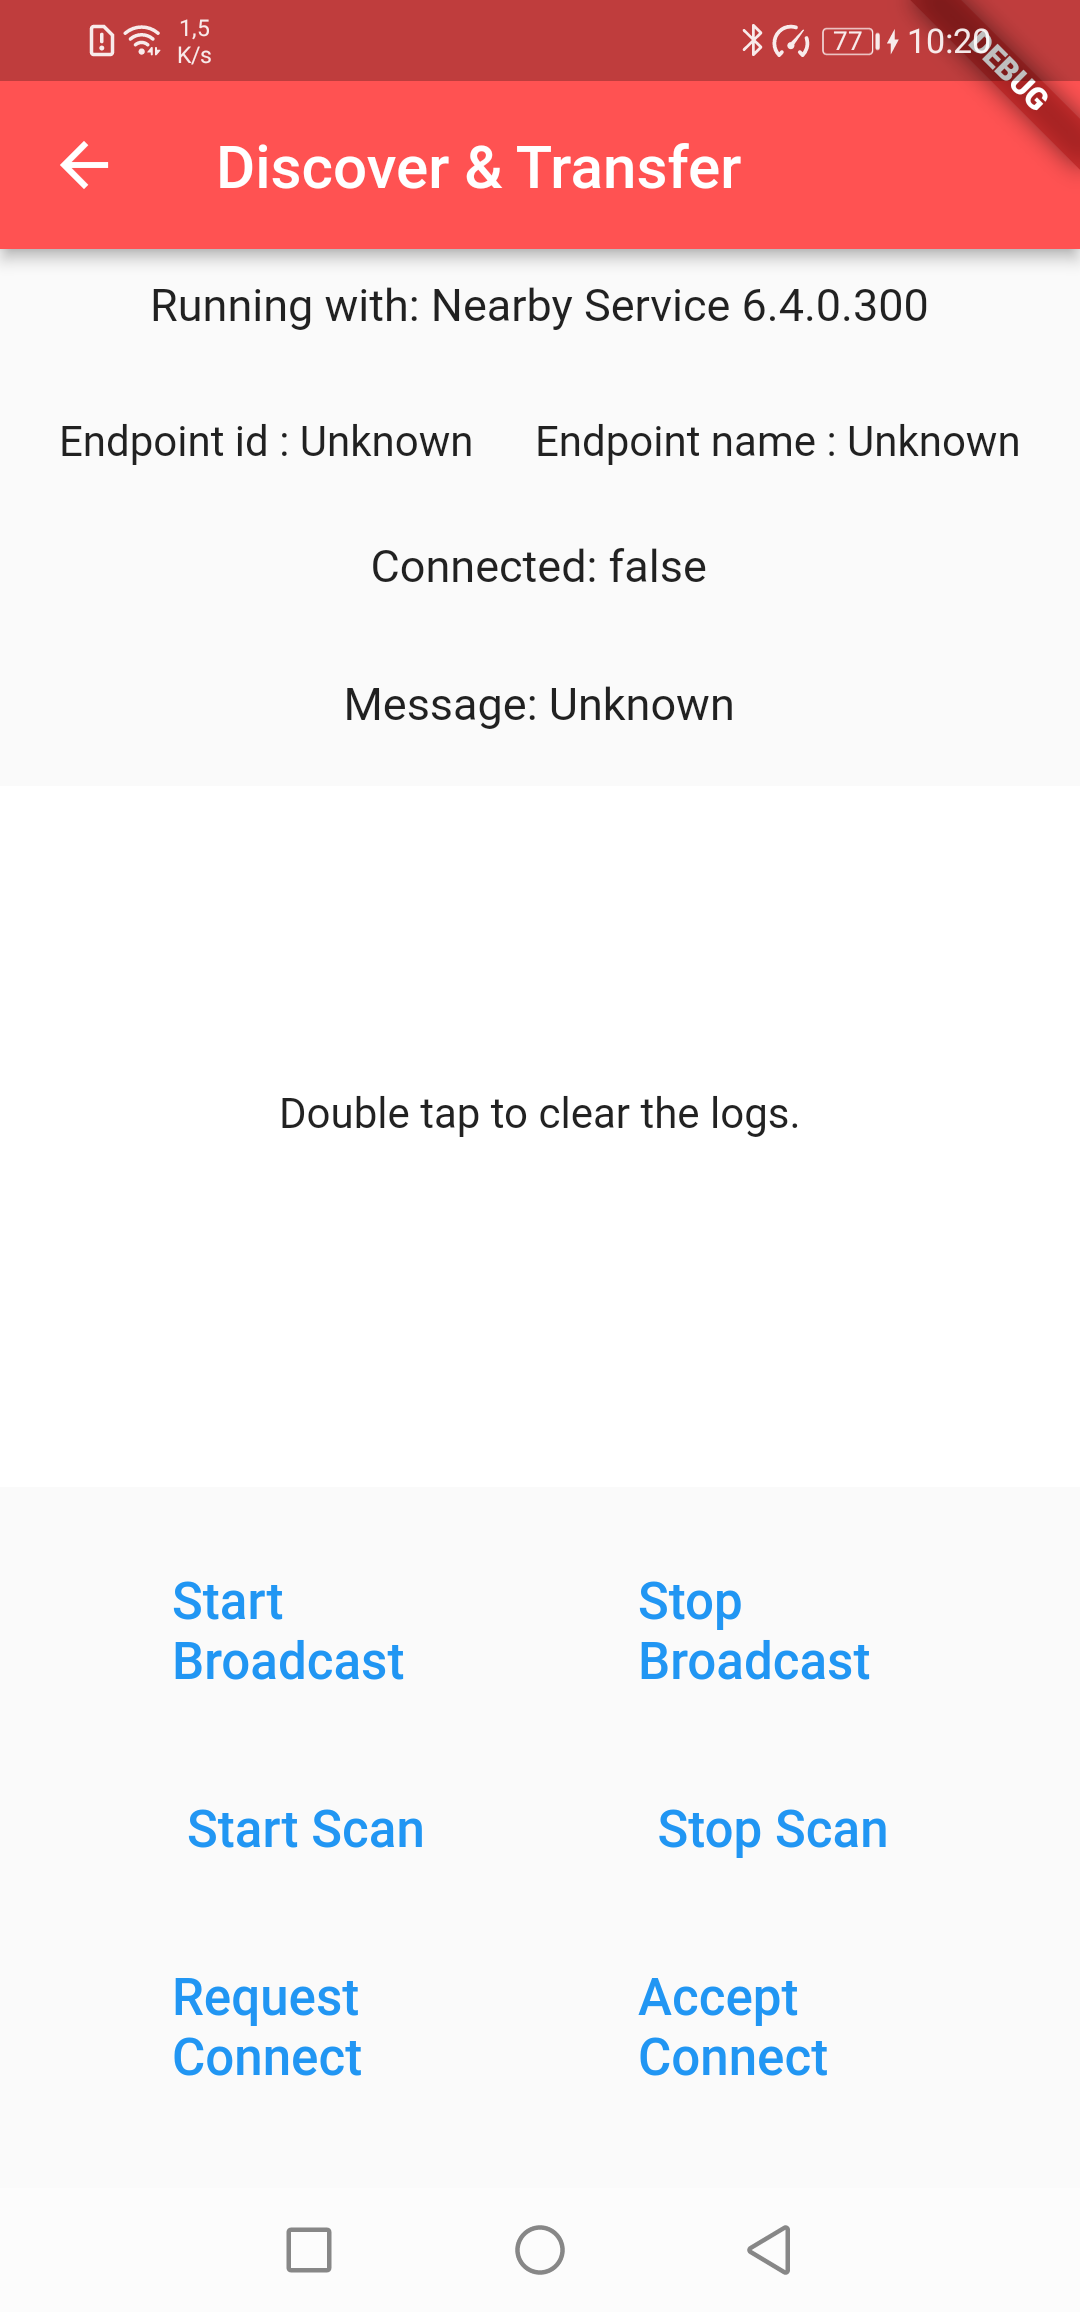 1,5
K/s
77
10:20
DEBUG
Discover & Transfer
Running with: Nearby Service 6.4.0.300
Endpoint id : Unknown
Endpoint name : Unknown
Connected: false
Message: Unknown
Double tap to clear the logs.
Start
Broadcast
Stop
Broadcast
Start Scan
Stop Scan
Request
Connect
Accept
Connect